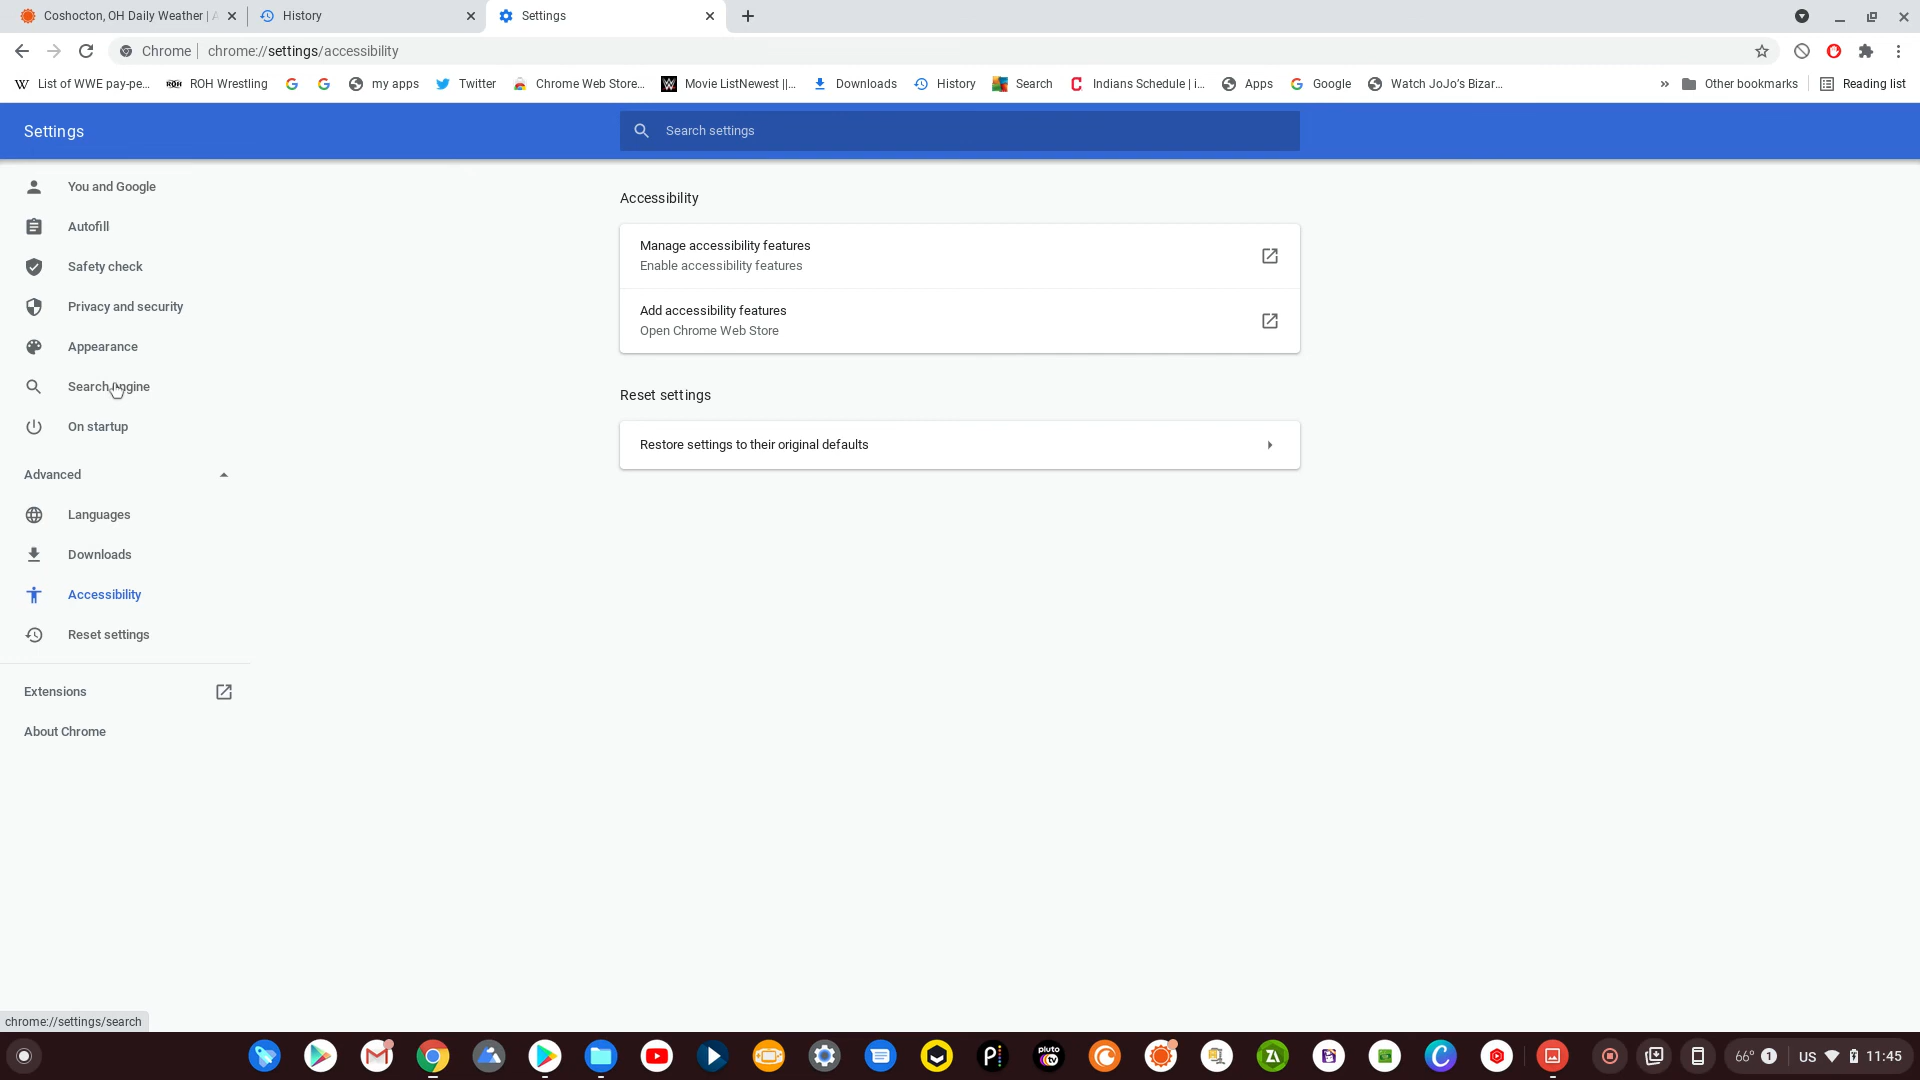 Coshocton, OH Daily Weather |
History
Settings
Chrome
chrome://settings/accessibility
List of WWE pay-pe...
ROH Wrestling
my apps
Twitter
Chrome Web Store...
Movie ListNewest ||...
Downloads
History
Search
Indians Schedule | i...
Apps
Google
Watch JoJo's Bizar...
»
Other bookmarks
Reading list
Settings
Search settings
You and Google
Autofill
Safety check
Privacy and security
Appearance
Search engine
On startup
Advanced
Languages
Downloads
Accessibility
Reset settings
Extensions
About Chrome
Accessibility
Manage accessibility features
Enable accessibility features
Add accessibility features
Open Chrome Web Store
Reset settings
Restore settings to their original defaults
chrome://settings/search
pluto tv
66°
1
US
11:45